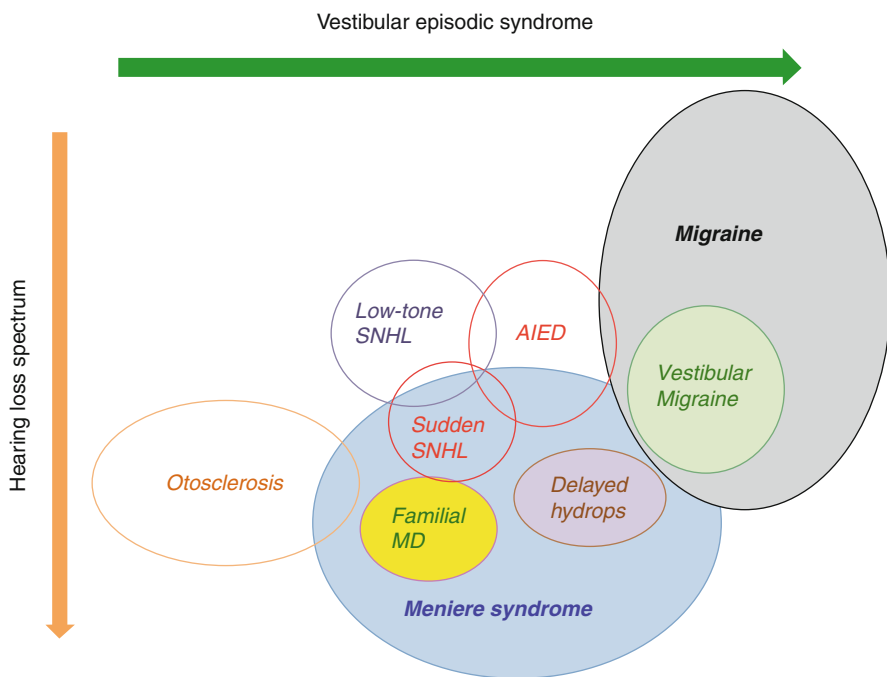 Vestibular episodic syndrome
Hearing loss spectrum
Migraine
Low-tone
SNHL
AIED
Vestibular
Migraine
Sudden
SNHL
Otosclerosis
Delayed
hydrops
Familial
MD
Meniere syndrome